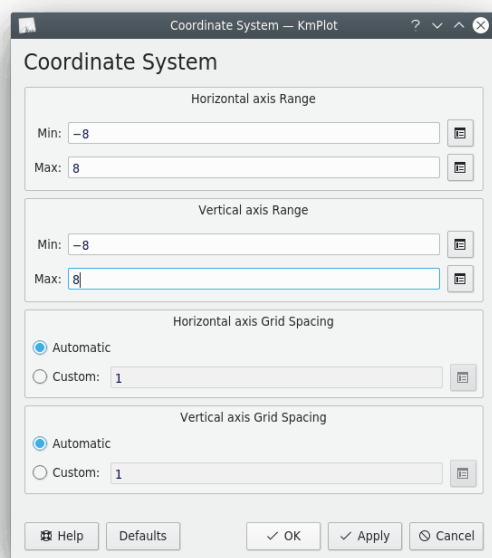 Coordinate System — KmPlot
Coordinate System
Horizontal axis Range
Min: −8
Max: 8
Vertical axis Range
Min: −8
Max: 8
Horizontal axis Grid Spacing
Automatic
Custom: 1
Vertical axis Grid Spacing
Automatic
Custom: 1
Help Defaults OK Apply Cancel